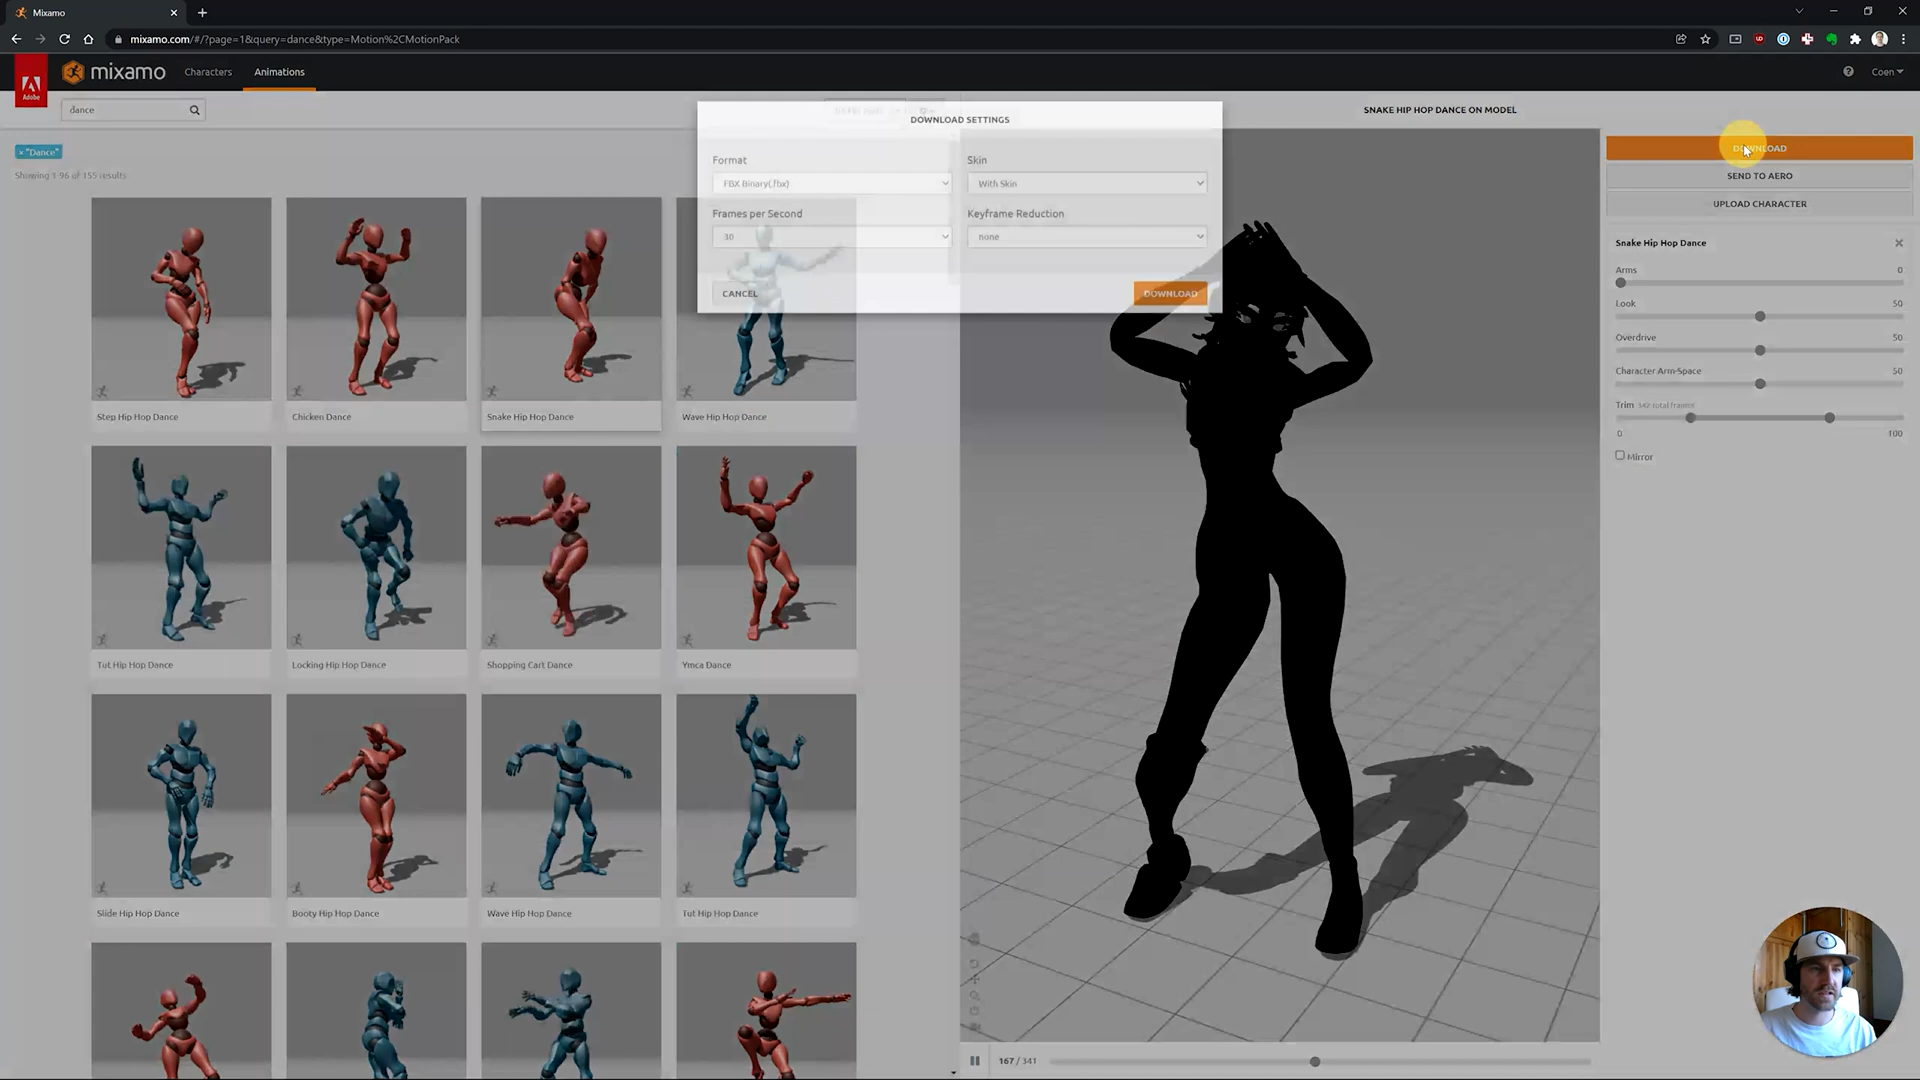 Mixamo
mixamo.com/#/?page=1&query=dance&type=Motion%2CMotionPack
Adobe
mixamo
Characters
Animations
Coen
dance
× "Dance"
Showing 1-96 of 155 results
Step Hip Hop Dance
Chicken Dance
Snake Hip Hop Dance
Wave Hip Hop Dance
Tut Hip Hop Dance
Locking Hip Hop Dance
Shopping Cart Dance
Ymca Dance
Slide Hip Hop Dance
Booty Hip Hop Dance
Wave Hip Hop Dance
Tut Hip Hop Dance
DOWNLOAD SETTINGS
Format
Skin
FBX Binary(.fbx)
With Skin
Frames per Second
Keyframe Reduction
30
none
CANCEL
DOWNLOAD
SNAKE HIP HOP DANCE ON MODEL
167 / 341
DOWNLOAD
SEND TO AERO
UPLOAD CHARACTER
Snake Hip Hop Dance
Arms
0
Look
50
Overdrive
50
Character Arm-Space
50
Trim 342 total frames
0
100
Mirror